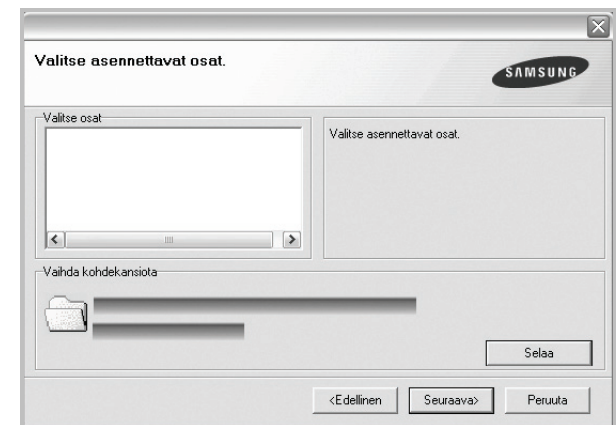 Valitse asennettavat osat.
SAMSUNG
Valitse osat
Valitse asennettavat osat.
Vaihda kohdekansiota
Selaa
<Edellinen
Seuraava>
Peruuta